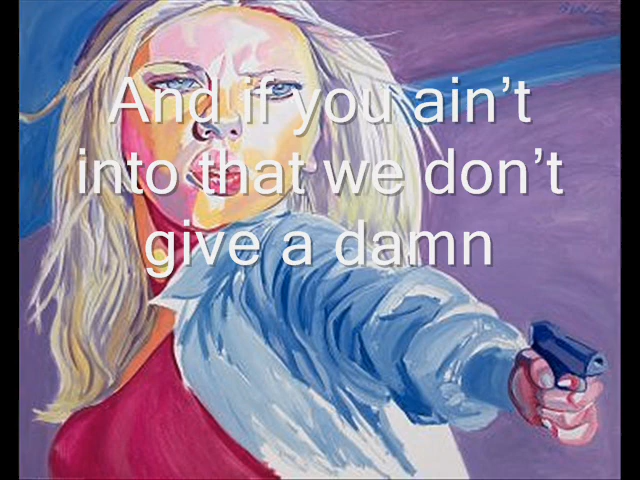 And if you ain’t
into that we don’t
give a damn